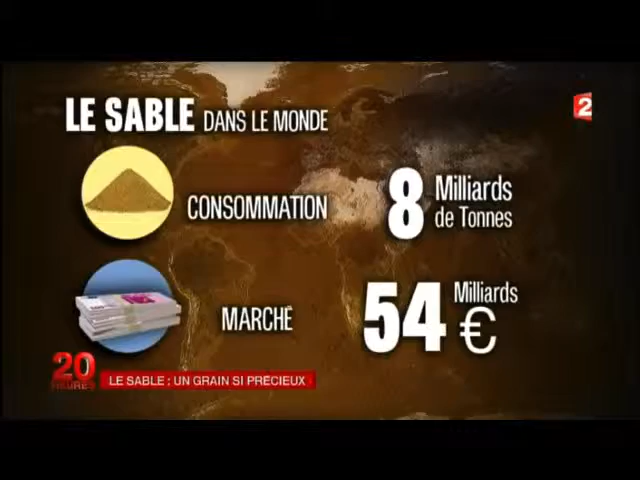 LE SABLE DANS LE MONDE
2
CONSOMMATION
8 Milliards
de Tonnes
MARCHÉ
54 Milliards
€
20
HEURES
LE SABLE : UN GRAIN SI PRÉCIEUX